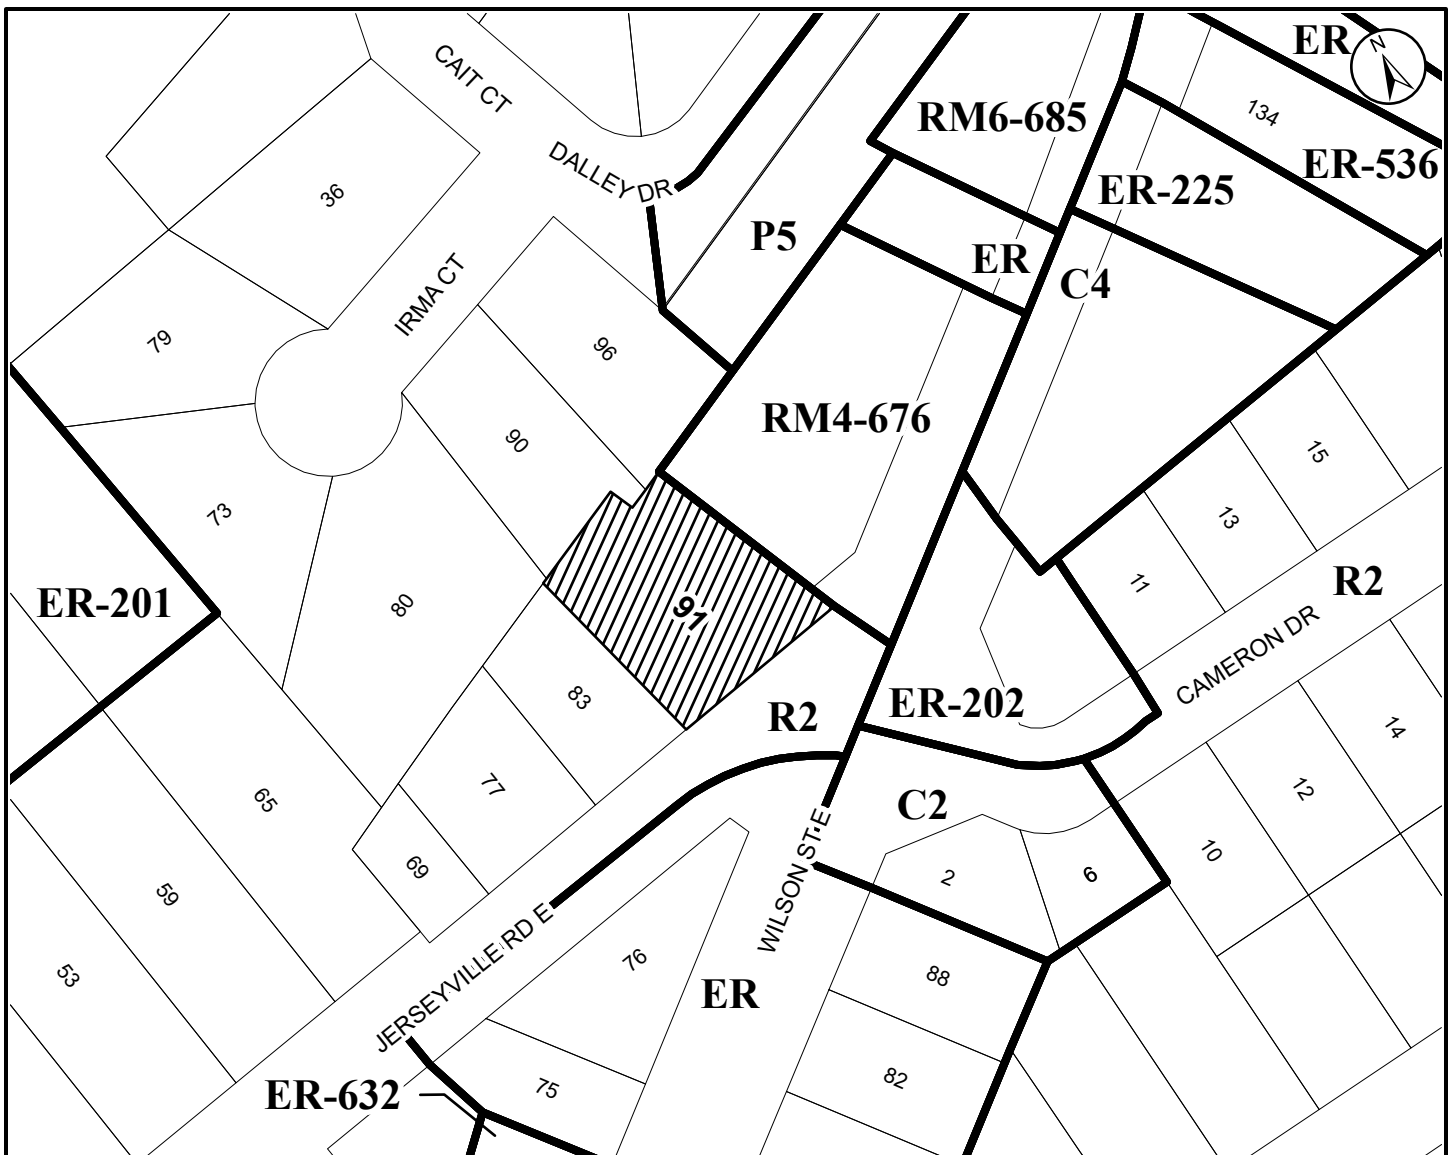 ER
N
CAIT CT
RM6-685
134
DALLEY DR
ER-536
36
ER-225
P5
ER
C4
IRMA CT
79
96
RM4-676
90
15
73
13
11
R2
ER-201
80
91
CAMERON DR
83
ER-202
R2
14
77
12
65
C2
WILSON ST E
10
69
2
6
59
JERSEYVILLE RD E
76
88
53
ER
82
75
ER-632